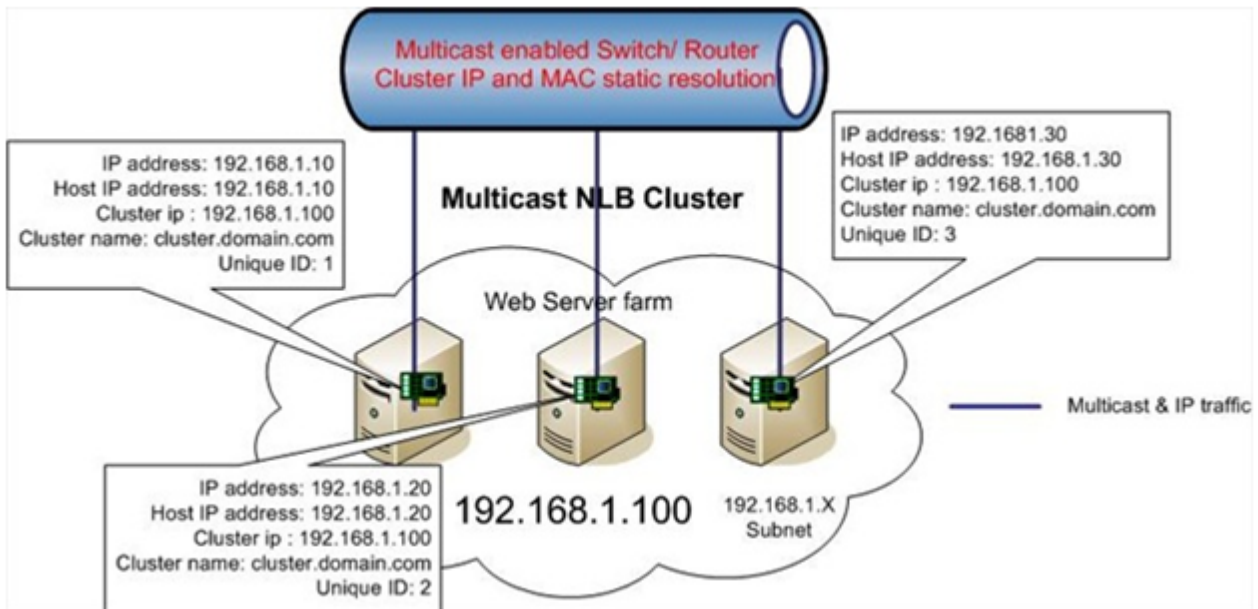 Multicast enabled Switch/ Router
Cluster IP and MAC static resolution
IP address: 192.168.1.10
Host IP address: 192.168.1.10
Cluster ip : 192.168.1.100
Cluster name: cluster.domain.com
Unique ID: 1
IP address: 192.1681.30
Host IP address: 192.168.1.30
Cluster ip : 192.168.1.100
Cluster name: cluster.domain.com
Unique ID: 3
Multicast NLB Cluster
Web Server farm
Multicast & IP traffic
IP address: 192.168.1.20
Host IP address: 192.168.1.20
Cluster ip : 192.168.1.100
Cluster name: cluster.domain.com
Unique ID: 2
192.168.1.100
192.168.1.X
Subnet